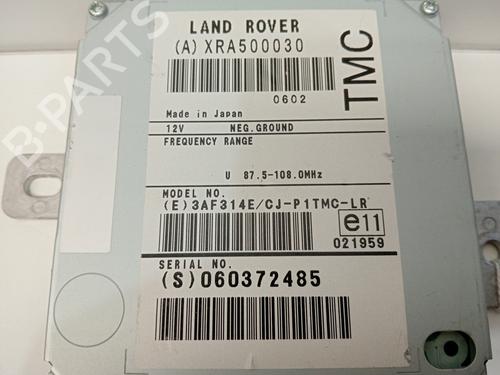 LAND ROVER
(A) XRA500030
TMC
0602
Made in Japan
12V NEG.GROUND
FREQUENCY RANGE
U 87.5-108.0MHz
MODEL NO.
(E)3AF314E/CJ-P1TMC-LR
e11
021959
SERIAL NO.
(S)060372485
B-PARTS